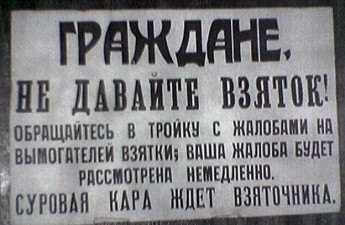 ГРАЖДАНЕ,
НЕ ДАВАЙТЕ ВЗЯТОК!
ОБРАЩАЙТЕСЬ В ТРОЙКУ С ЖАЛОБАМИ НА
ВЫМОГАТЕЛЕЙ ВЗЯТКИ; ВАША ЖАЛОБА БУДЕТ
РАССМОТРЕНА НЕМЕДЛЕННО.
СУРОВАЯ КАРА ЖДЕТ ВЗЯТОЧНИКА.